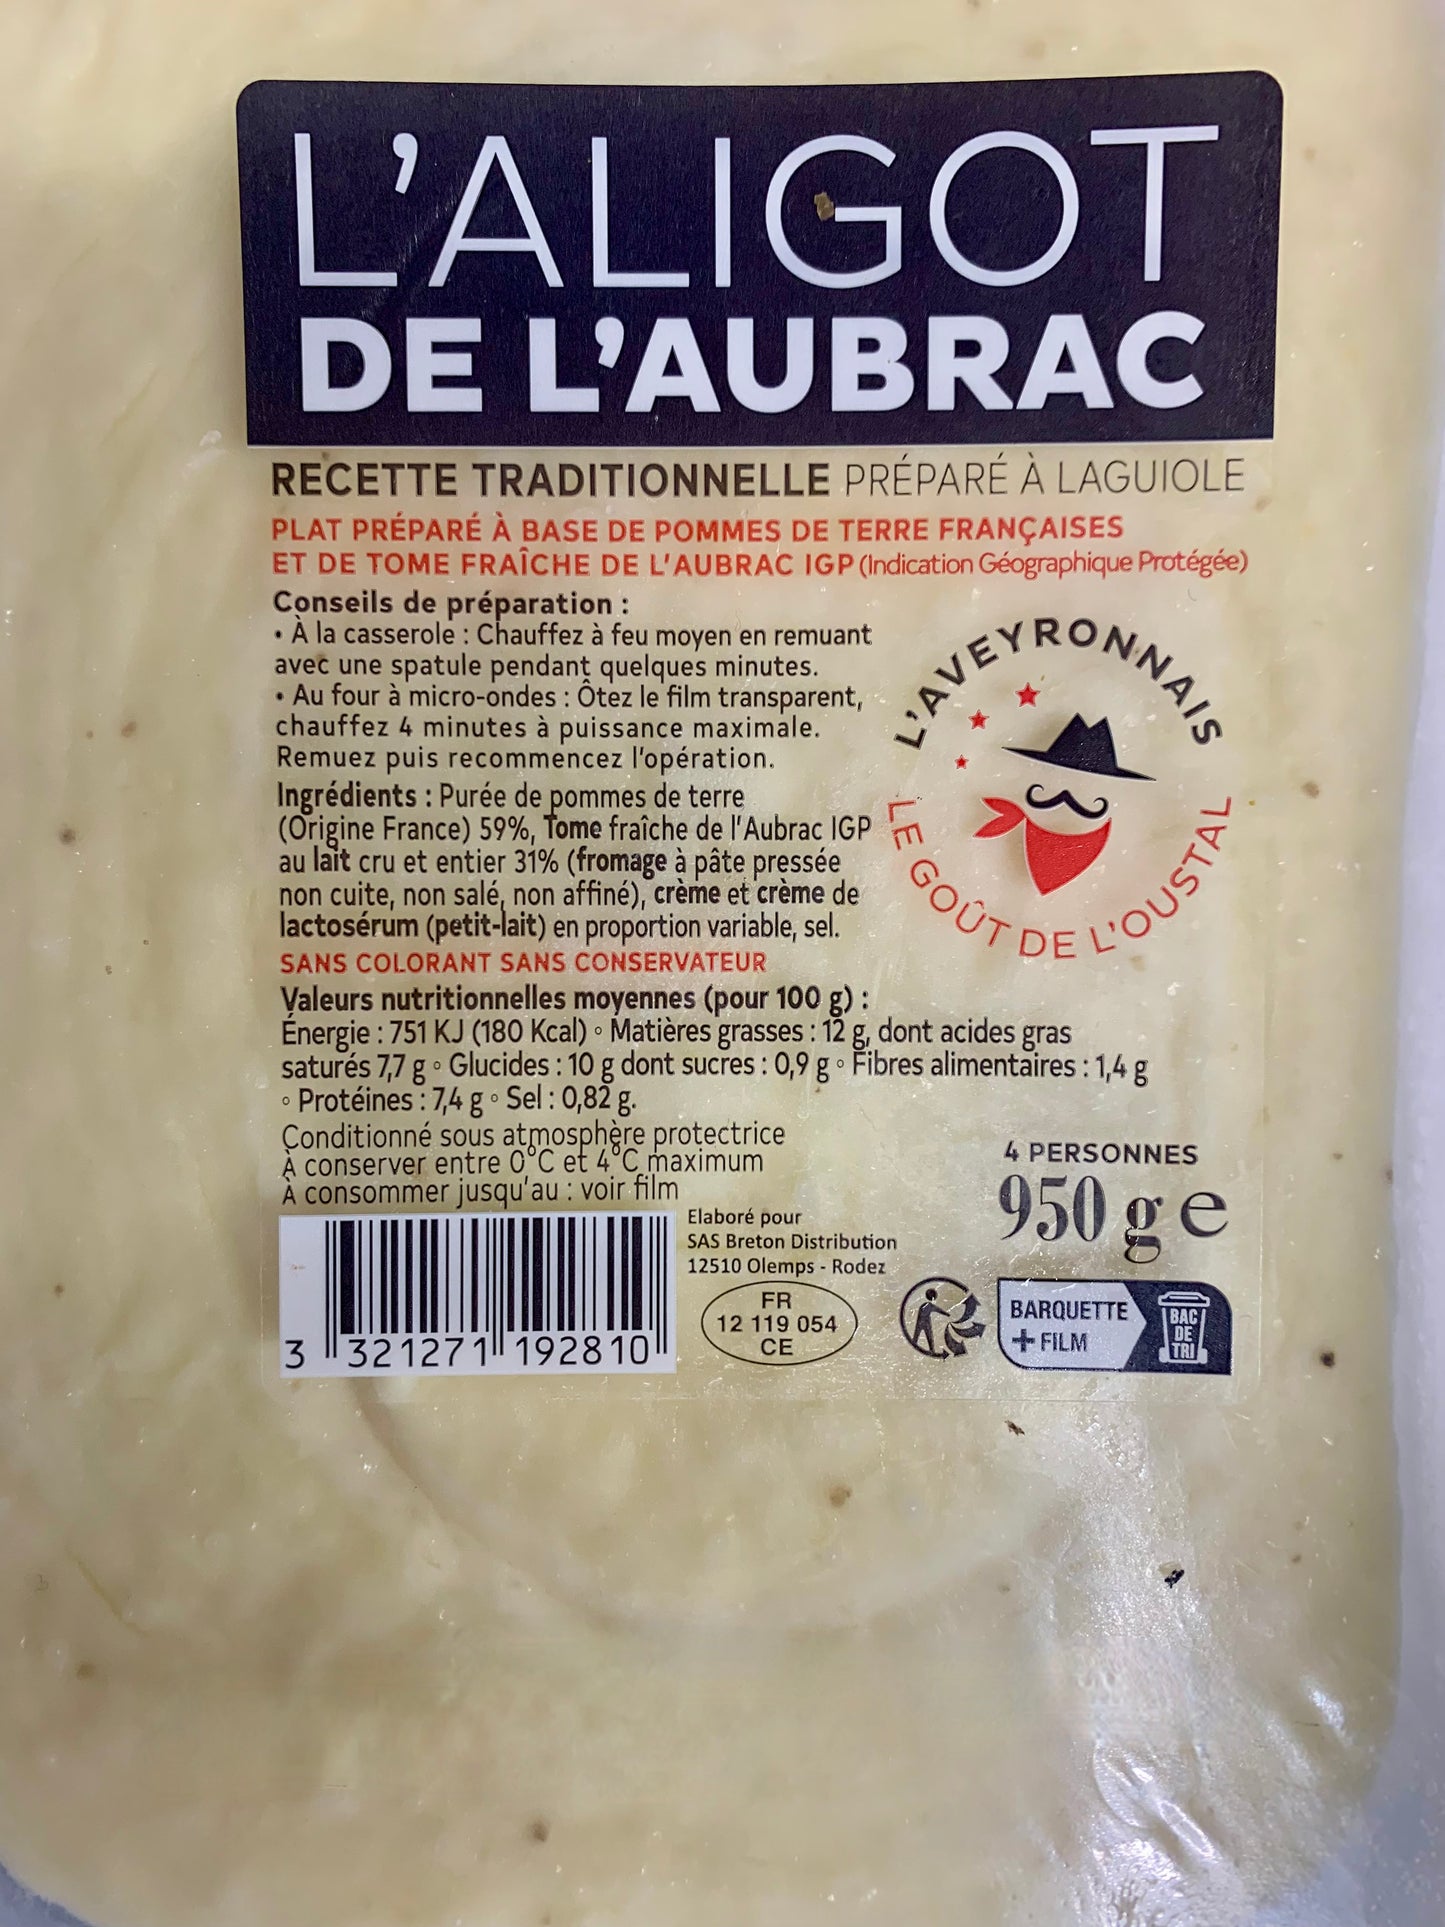 L'ALIGOT
DE L'AUBRAC
RECETTE TRADITIONNELLE PRÉPARÉ À LAGUIOLE
PLAT PRÉPARÉ À BASE DE POMMES DE TERRE FRANÇAISES
ET DE TOME FRAÎCHE DE L'AUBRAC IGP (Indication Géographique Protégée)
Conseils de préparation :
• À la casserole : Chauffez à feu moyen en remuant
avec une spatule pendant quelques minutes.
• Au four à micro-ondes : Ôtez le film transparent,
chauffez 4 minutes à puissance maximale.
Remuez puis recommencez l'opération.
L'AVEYRONNAIS
LE GOÛT DE L'OUSTAL
Ingrédients : Purée de pommes de terre
(Origine France) 59%, Tome fraîche de l'Aubrac IGP
au lait cru et entier 31% (fromage à pâte pressée
non cuite, non salé, non affiné), crème et crème de
lactosérum (petit-lait) en proportion variable, sel.
SANS COLORANT SANS CONSERVATEUR
Valeurs nutritionnelles moyennes (pour 100 g) :
Énergie : 751 KJ (180 Kcal) ◦ Matières grasses : 12 g, dont acides gras
saturés 7,7 g ◦ Glucides : 10 g dont sucres : 0,9 g ◦ Fibres alimentaires : 1,4 g
◦ Protéines : 7,4 g ◦ Sel : 0,82 g.
Conditionné sous atmosphère protectrice
À conserver entre 0°C et 4°C maximum
À consommer jusqu'au : voir film
4 PERSONNES
950 g e
Elaboré pour
SAS Breton Distribution
12510 Olemps - Rodez
FR
12 119 054
CE
3 321271 192810
BARQUETTE
+ FILM
BAC
DE
TRI